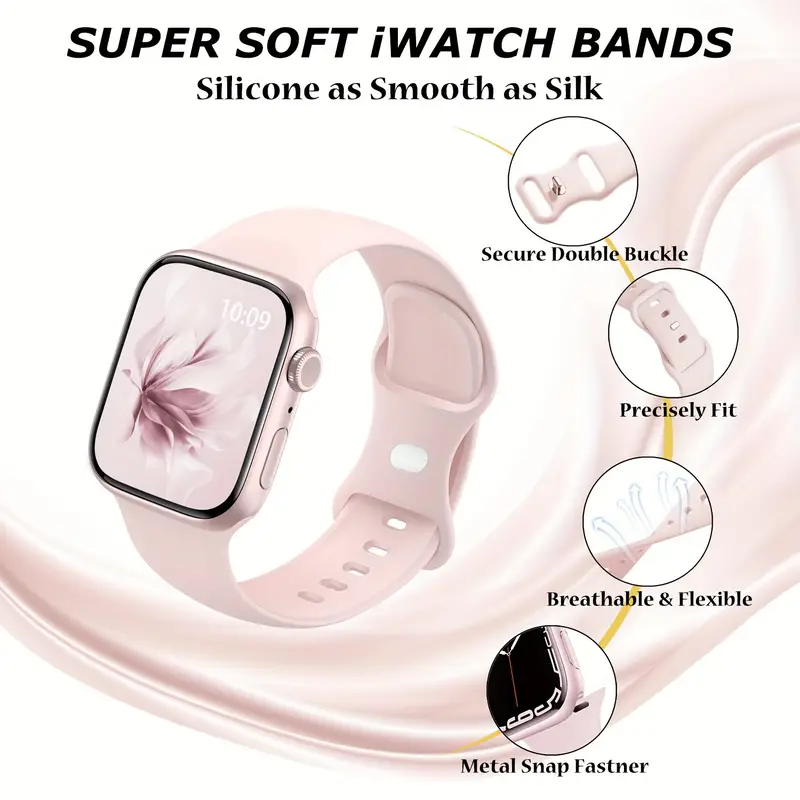 SUPER SOFT iWATCH BANDS
Silicone as Smooth as Silk
10:09
Secure Double Buckle
Precisely Fit
Breathable & Flexible
Metal Snap Fastner